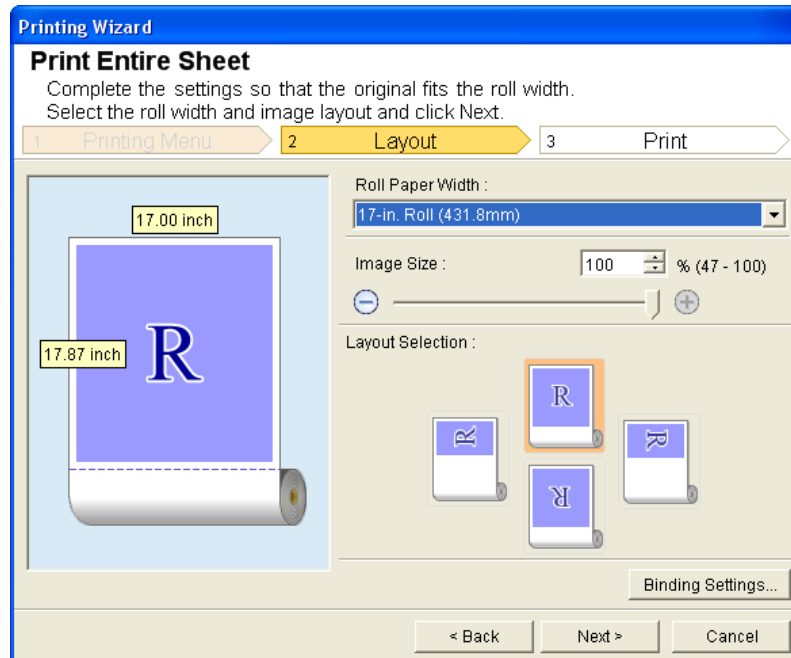 Printing Wizard
Print Entire Sheet
Complete the settings so that the original fits the roll width.
Select the roll width and image layout and click Next.
1 Printing Menu 2 Layout 3 Print
Roll Paper Width :
17-in. Roll (431.8mm)
17.00 inch
Image Size : 100 % (47 - 100)
17.87 inch
R
Layout Selection :
R
R
R
R
Binding Settings...
< Back Next > Cancel